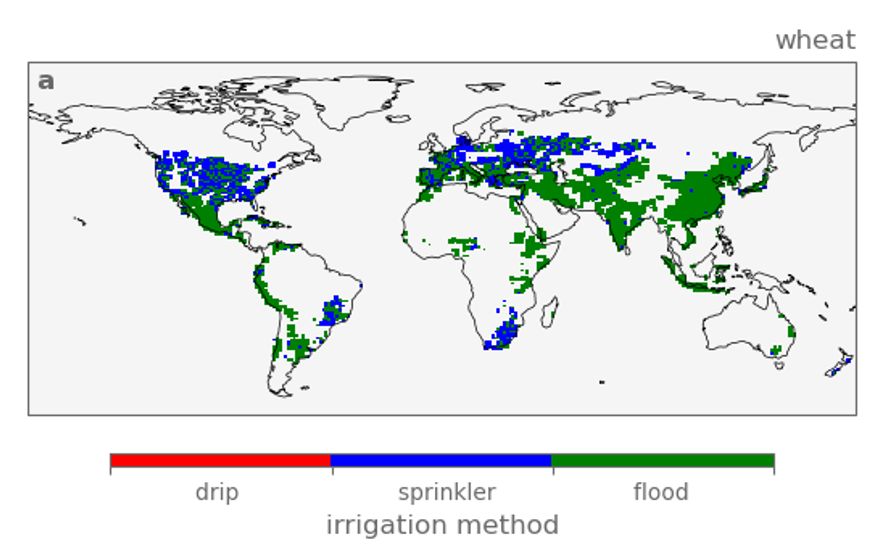 wheat
a
drip sprinkler flood
irrigation method